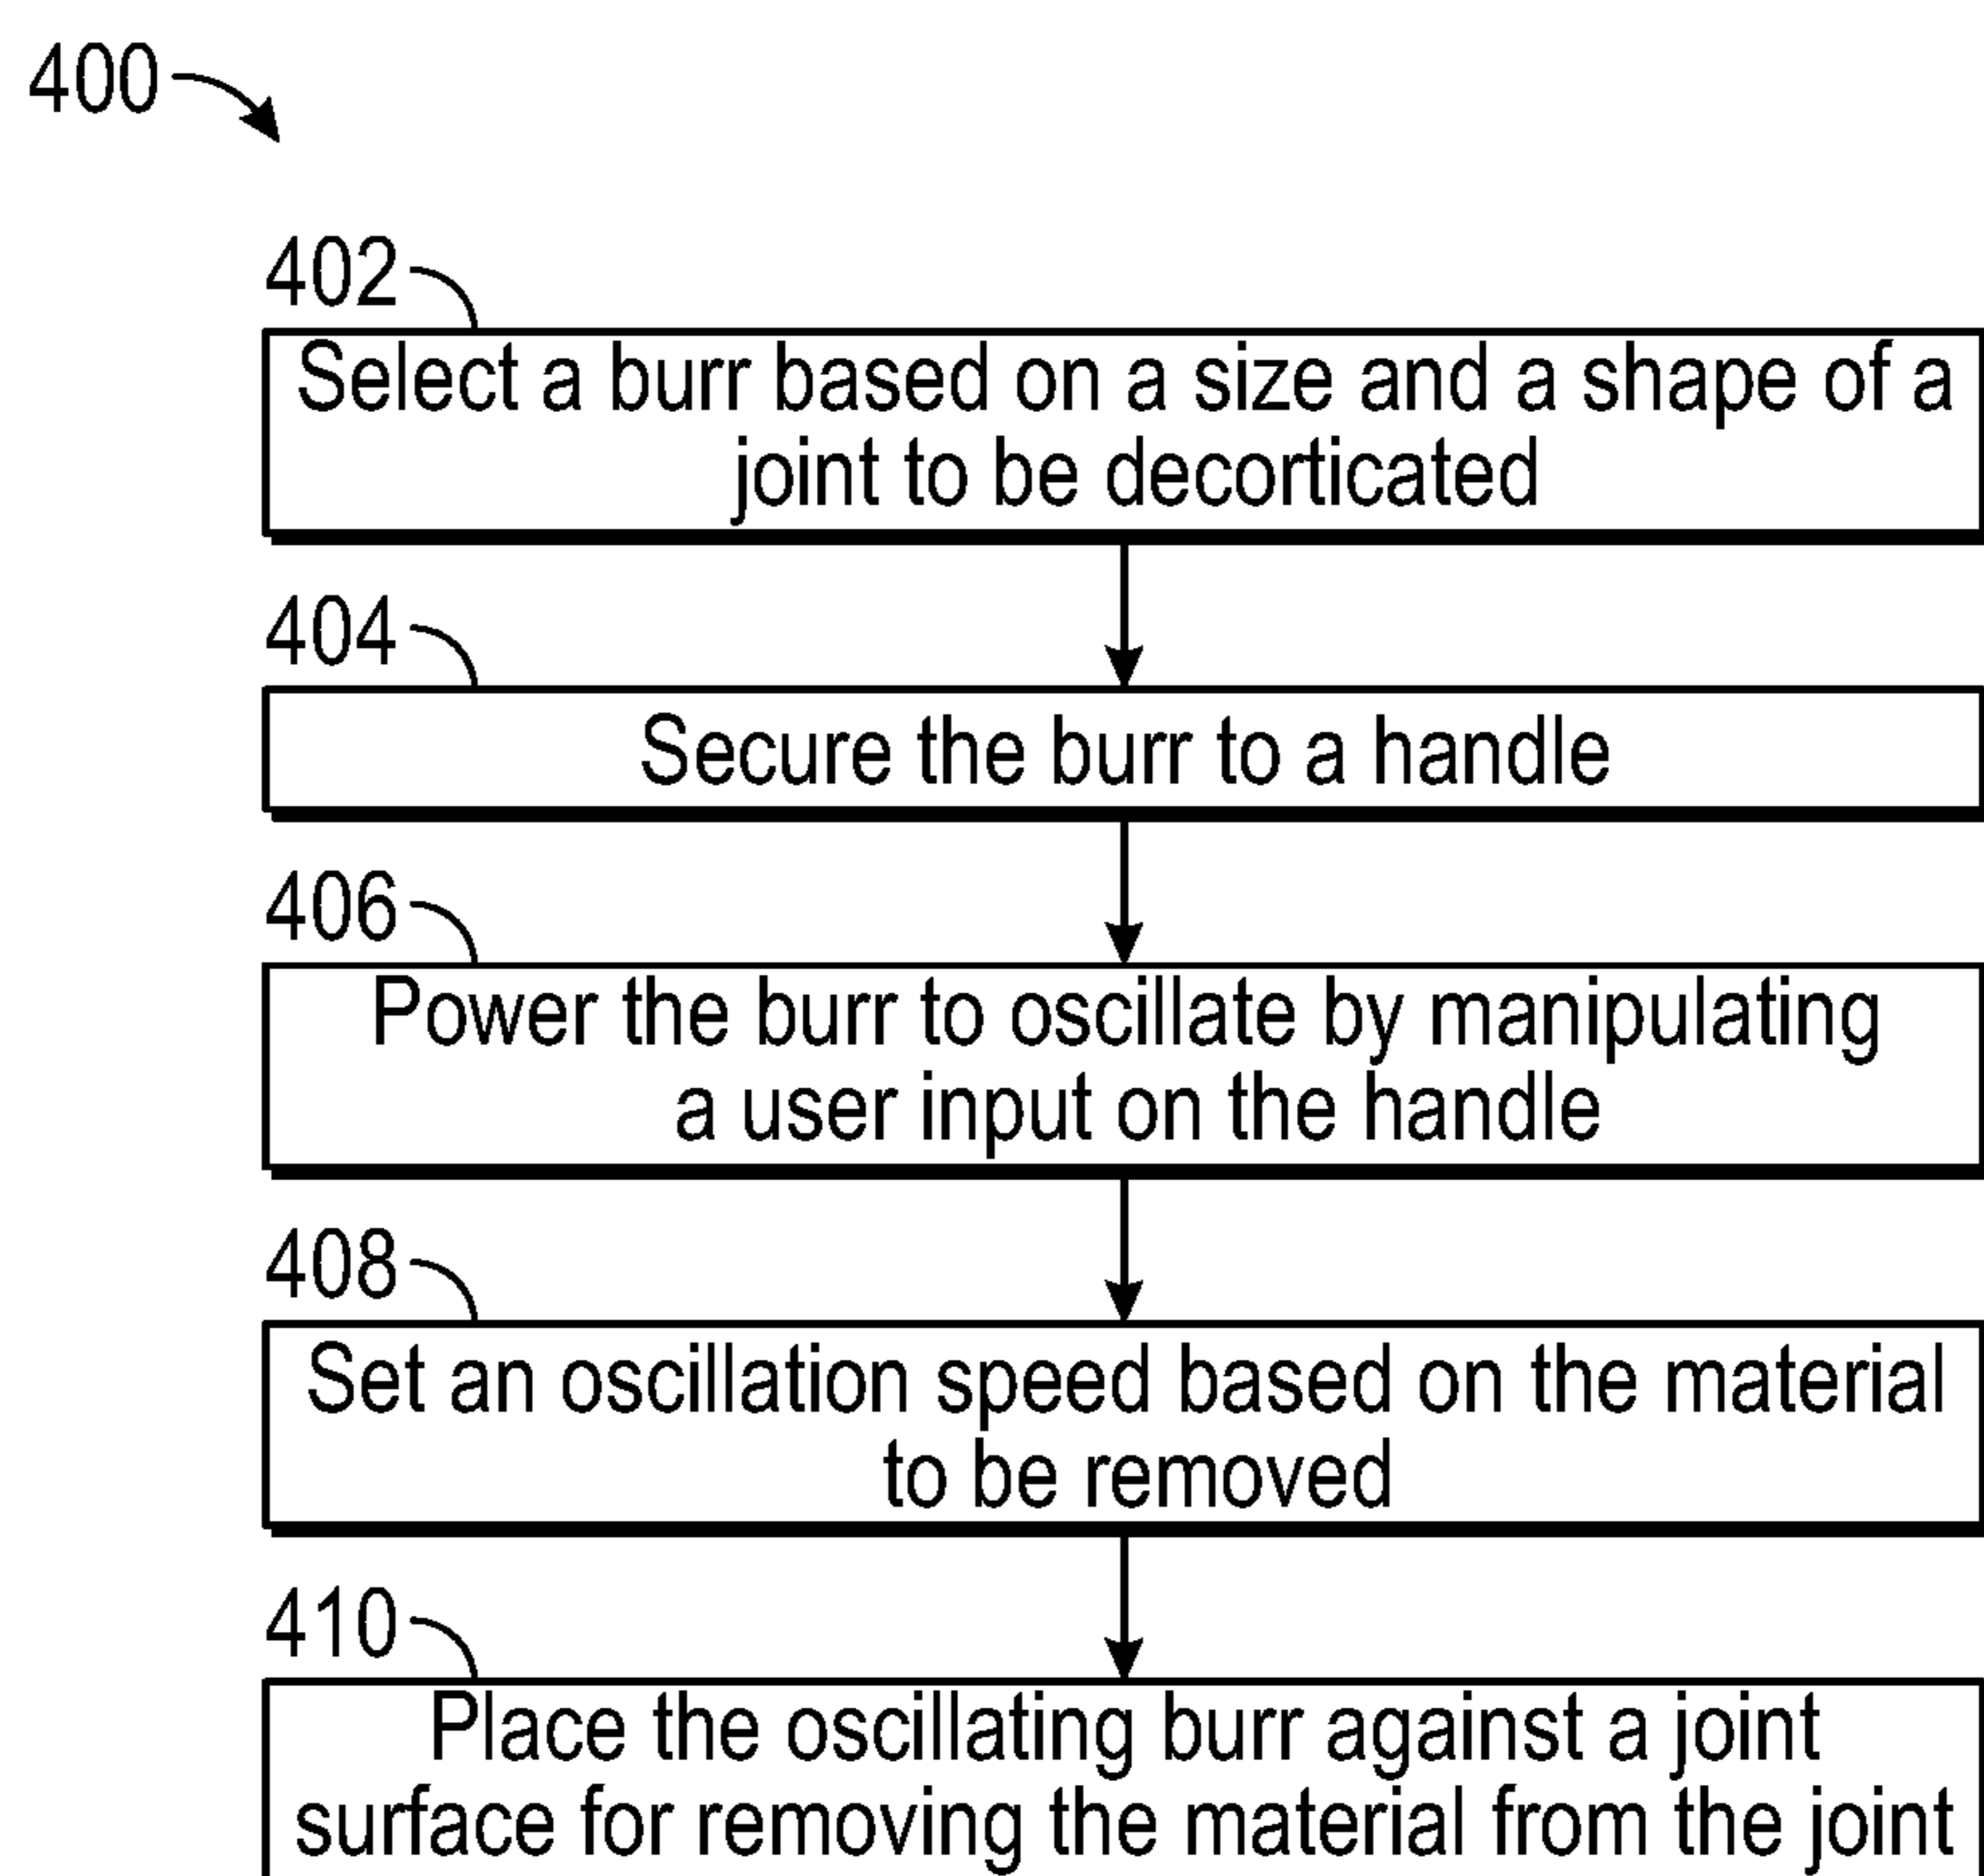 400
402
Select a burr based on a size and a shape of a
joint to be decorticated
404
Secure the burr to a handle
406
Power the burr to oscillate by manipulating
a user input on the handle
408
Set an oscillation speed based on the material
to be removed
410
Place the oscillating burr against a joint
surface for removing the material from the joint